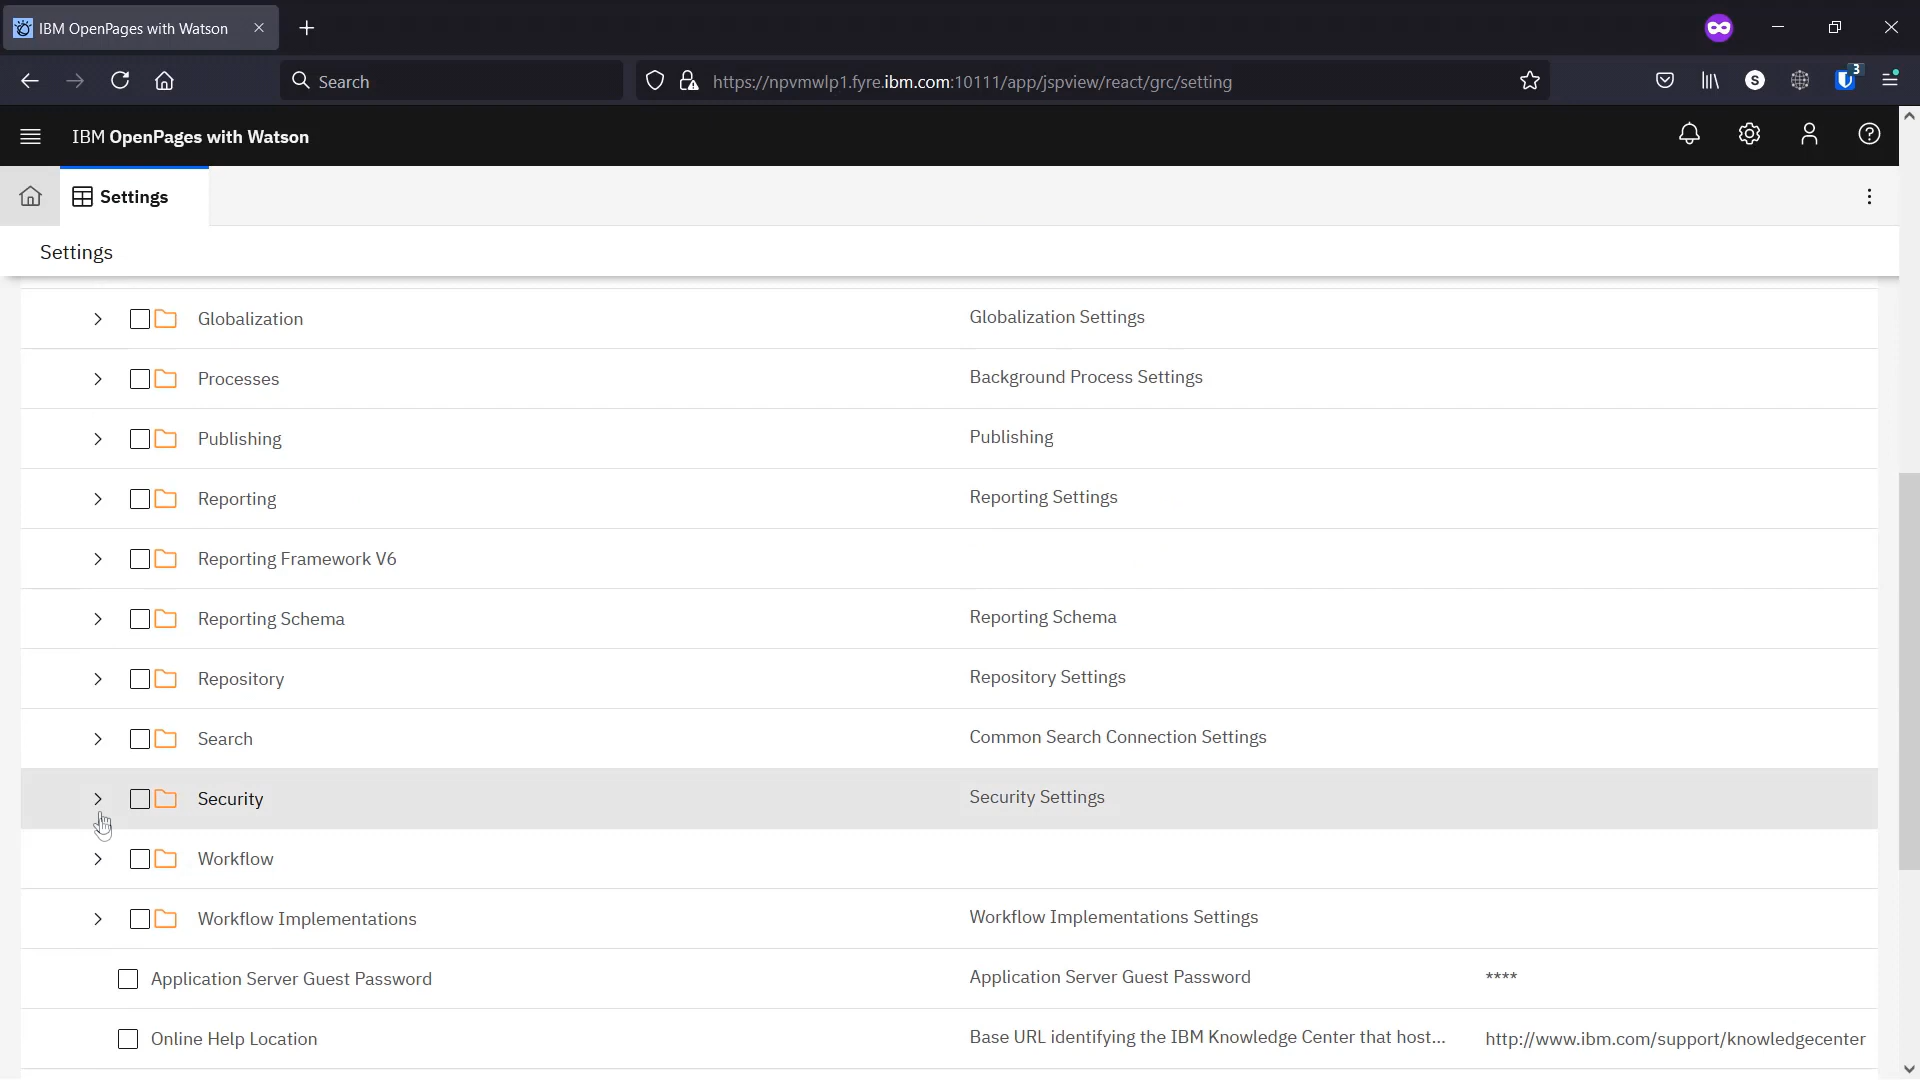 IBM OpenPages with Watson
Search
https://npvmwlp1.fyre.ibm.com:10111/app/jspview/react/grc/setting
3
IBM OpenPages with Watson
Settings
Settings
Globalization Globalization Settings
Processes Background Process Settings
Publishing Publishing
Reporting Reporting Settings
Reporting Framework V6
Reporting Schema Reporting Schema
Repository Repository Settings
Search Common Search Connection Settings
Security Security Settings
Workflow
Workflow Implementations Workflow Implementations Settings
Application Server Guest Password Application Server Guest Password ****
Online Help Location Base URL identifying the IBM Knowledge Center that host... http://www.ibm.com/support/knowledgecenter